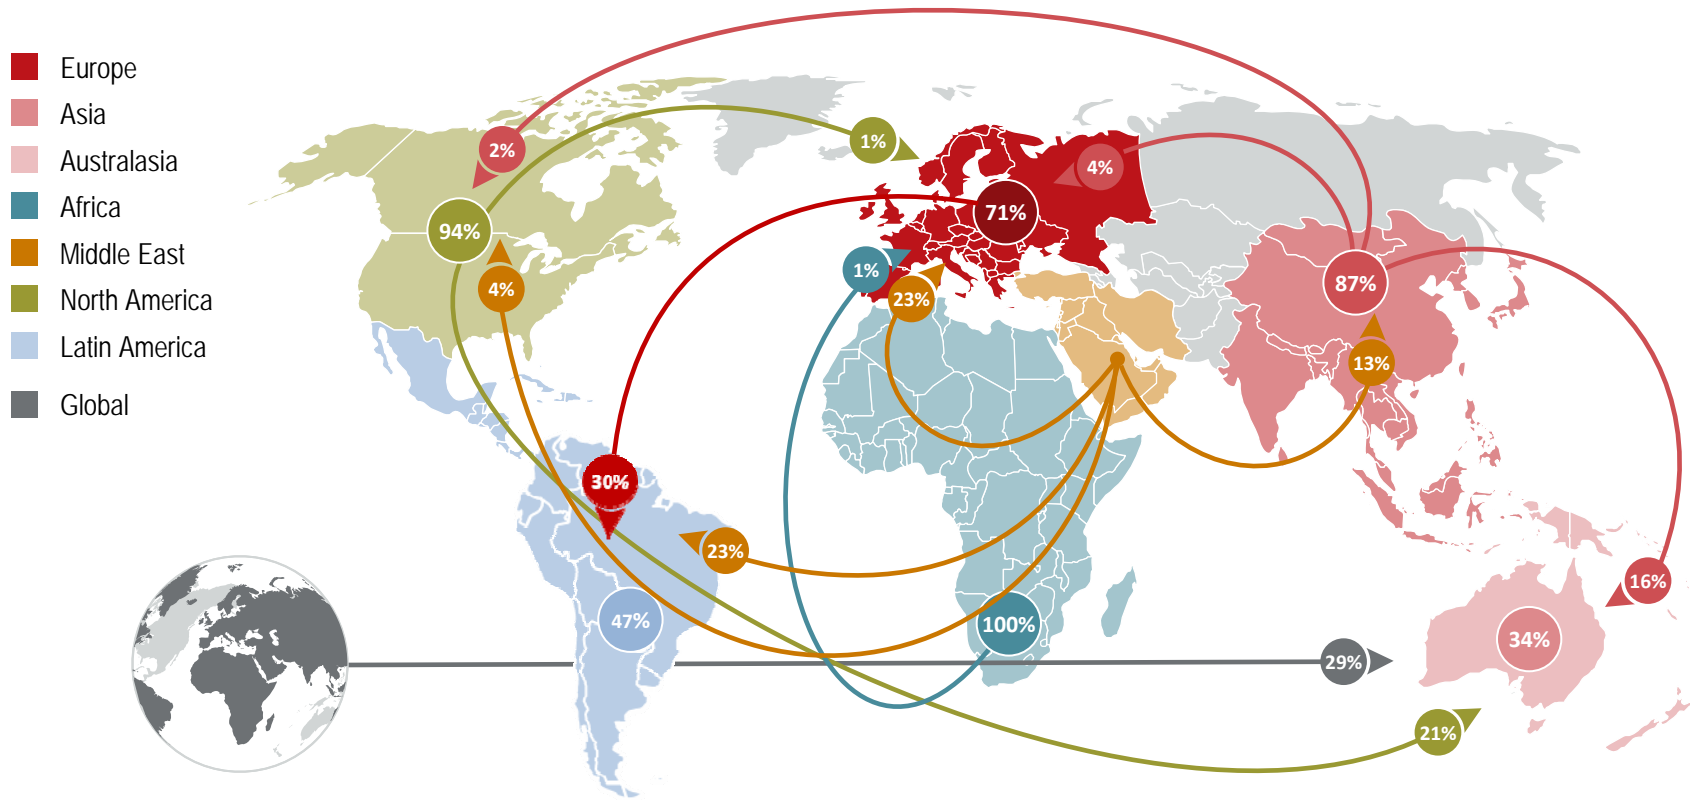 Europe
Asia
Australasia
Africa
Middle East
North America
Latin America
Global
2%
1%
4%
94%
71%
1%
4%
23%
87%
13%
30%
23%
16%
47%
100%
34%
29%
21%